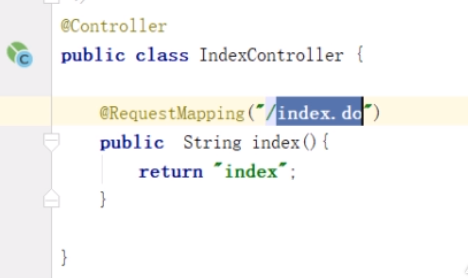 @Controller
public class IndexController {
@RequestMapping("/index.do")
public  String index(){
return "index";
}
}